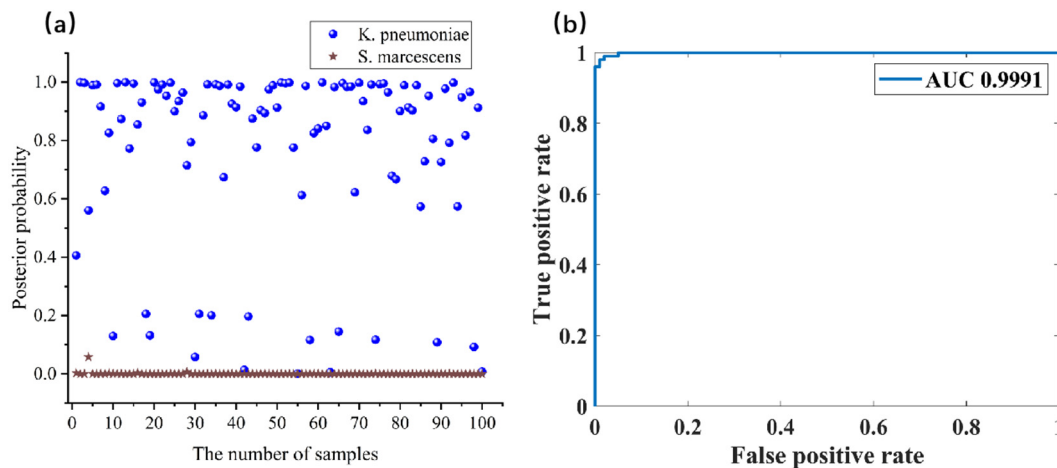 (a)
K. pneumoniae
S. marcescens
Posterior probability
1.0
0.8
0.6
0.4
0.2
0.0
0 10 20 30 40 50 60 70 80 90 100
The number of samples
(b)
AUC 0.9991
True positive rate
1
0.8
0.6
0.4
0.2
0
0 0.2 0.4 0.6 0.8 1
False positive rate